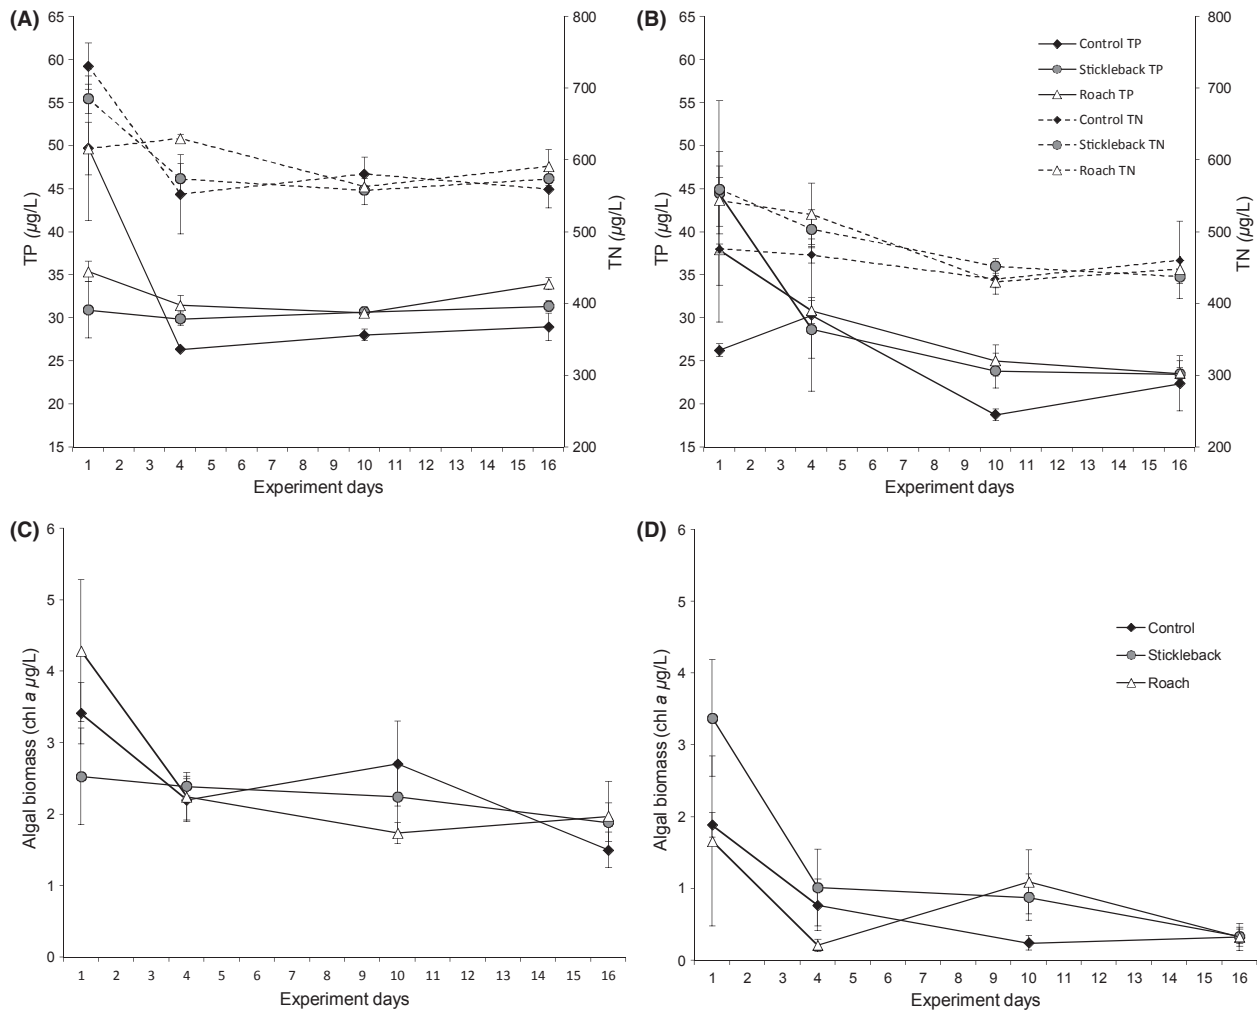 (A)
65
60
55
50
45
40
35
30
25
20
15
TP (µg/L)
800
700
600
500
400
300
200
TN (µg/L)
1 2 3 4 5 6 7 8 9 10 11 12 13 14 15 16
Experiment days
(B)
65
60
55
50
45
40
35
30
25
20
15
TP (µg/L)
800
700
600
500
400
300
200
TN (µg/L)
Control TP
Stickleback TP
Roach TP
Control TN
Stickleback TN
Roach TN
1 2 3 4 5 6 7 8 9 10 11 12 13 14 15 16
Experiment days
(C)
6
5
4
3
2
1
0
Algal biomass (chl a µg/L)
1 2 3 4 5 6 7 8 9 10 11 12 13 14 15 16
Experiment days
(D)
6
5
4
3
2
1
0
Algal biomass (chl a µg/L)
Control
Stickleback
Roach
1 2 3 4 5 6 7 8 9 10 11 12 13 14 15 16
Experiment days